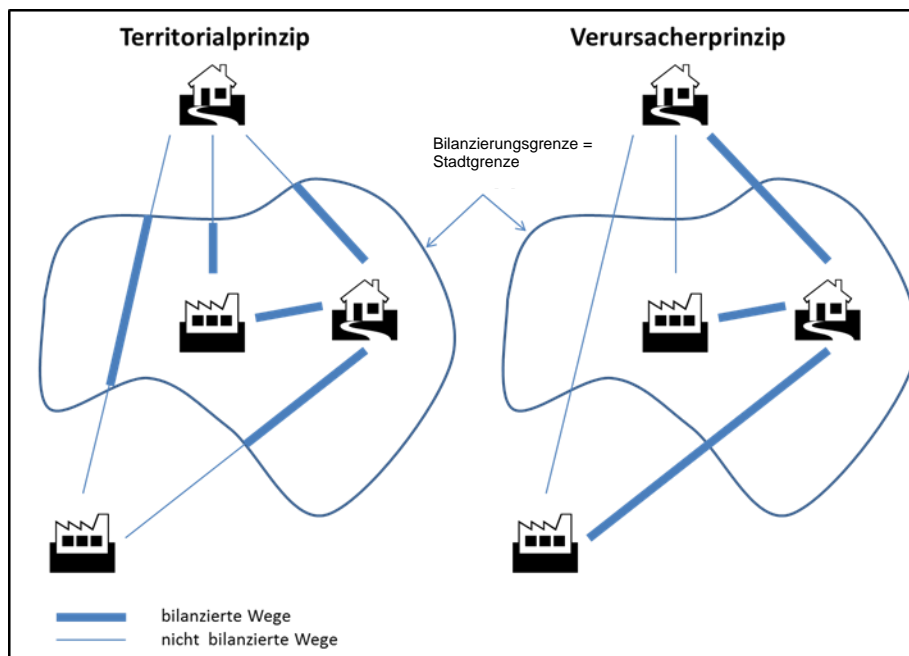 Territorialprinzip
Verursacherprinzip
Bilanzierungsgrenze =
Stadtgrenze
bilanzierte Wege
nicht bilanzierte Wege